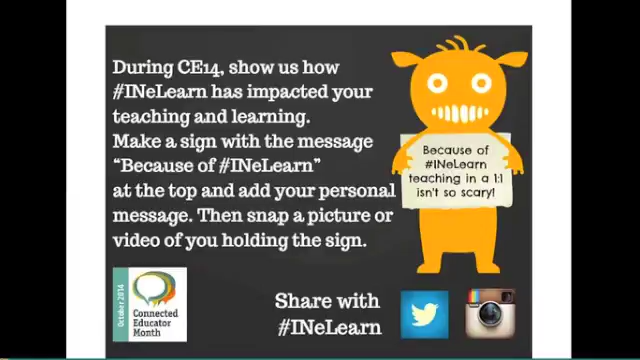 During CE14, show us how
#INeLearn has impacted your
teaching and learning.
Make a sign with the message
“Because of #INeLearn”
at the top and add your personal
message. Then snap a picture or
video of you holding the sign.
Because of
#INeLearn
teaching in a 1:1
isn't so scary!
October 2014
Connected
Educator
Month
Share with
#INeLearn